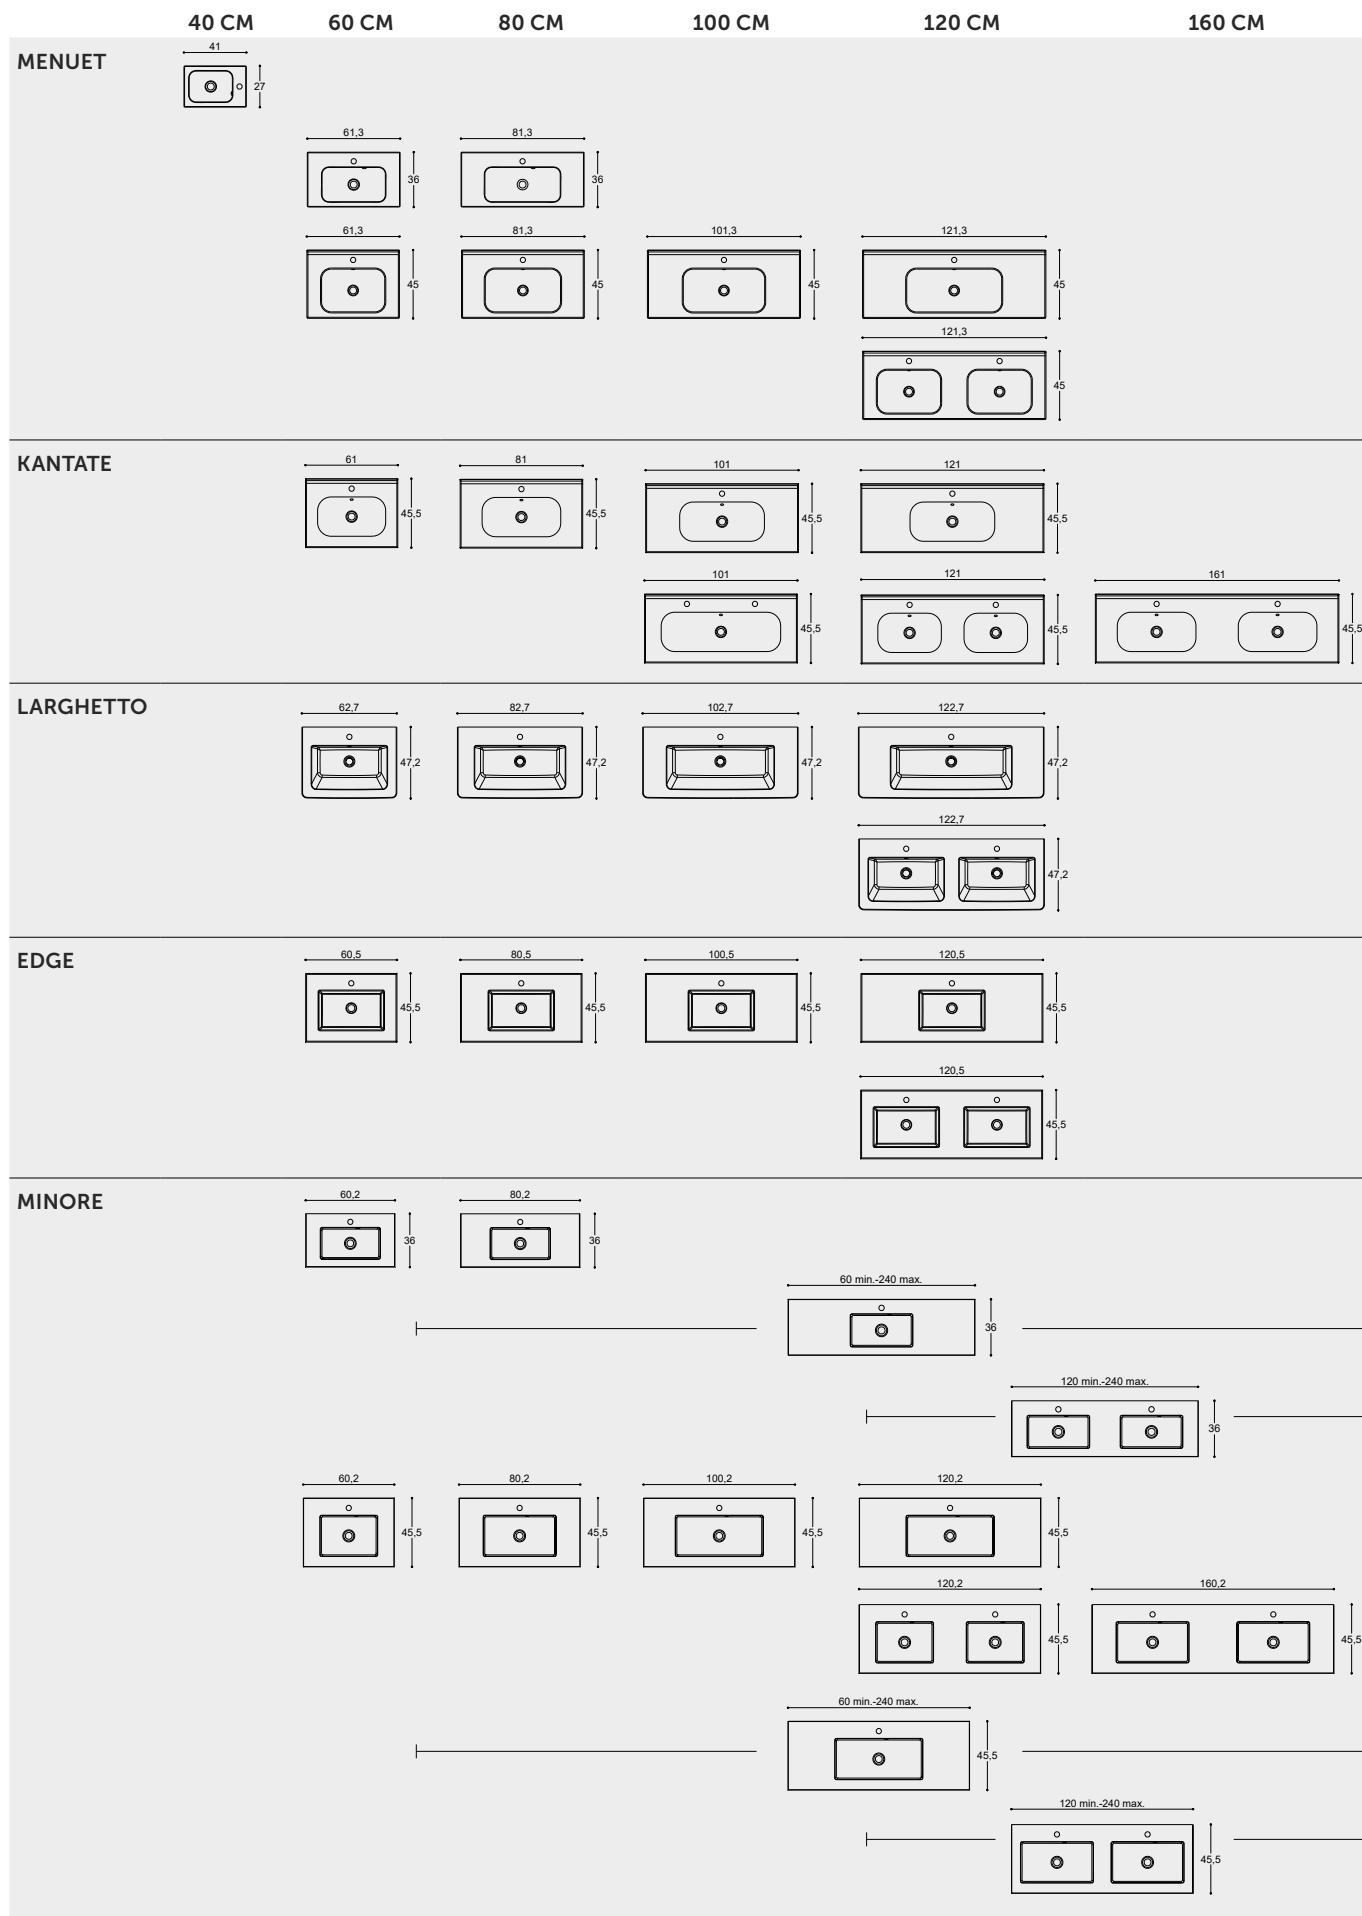 40 CM 60 CM 80 CM 100 CM 120 CM 160 CM
MENUET
41
27
61,3 81,3
36 36
61,3 81,3 101,3 121,3
45 45 45 45
121,3
45
KANTATE
61 81 101 121
45,5 45,5 45,5 45,5
101 121 161
45,5 45,5 45,5
LARGHETTO
62,7 82,7 102,7 122,7
47,2 47,2 47,2 47,2
122,7
47,2
EDGE
60,5 80,5 100,5 120,5
45,5 45,5 45,5 45,5
120,5
45,5
MINORE
60,2 80,2
36 36
60 min.-240 max.
36
120 min.-240 max.
36
60,2 80,2 100,2 120,2
45,5 45,5 45,5 45,5
120,2 160,2
45,5 45,5
60 min.-240 max.
45,5
120 min.-240 max.
45,5